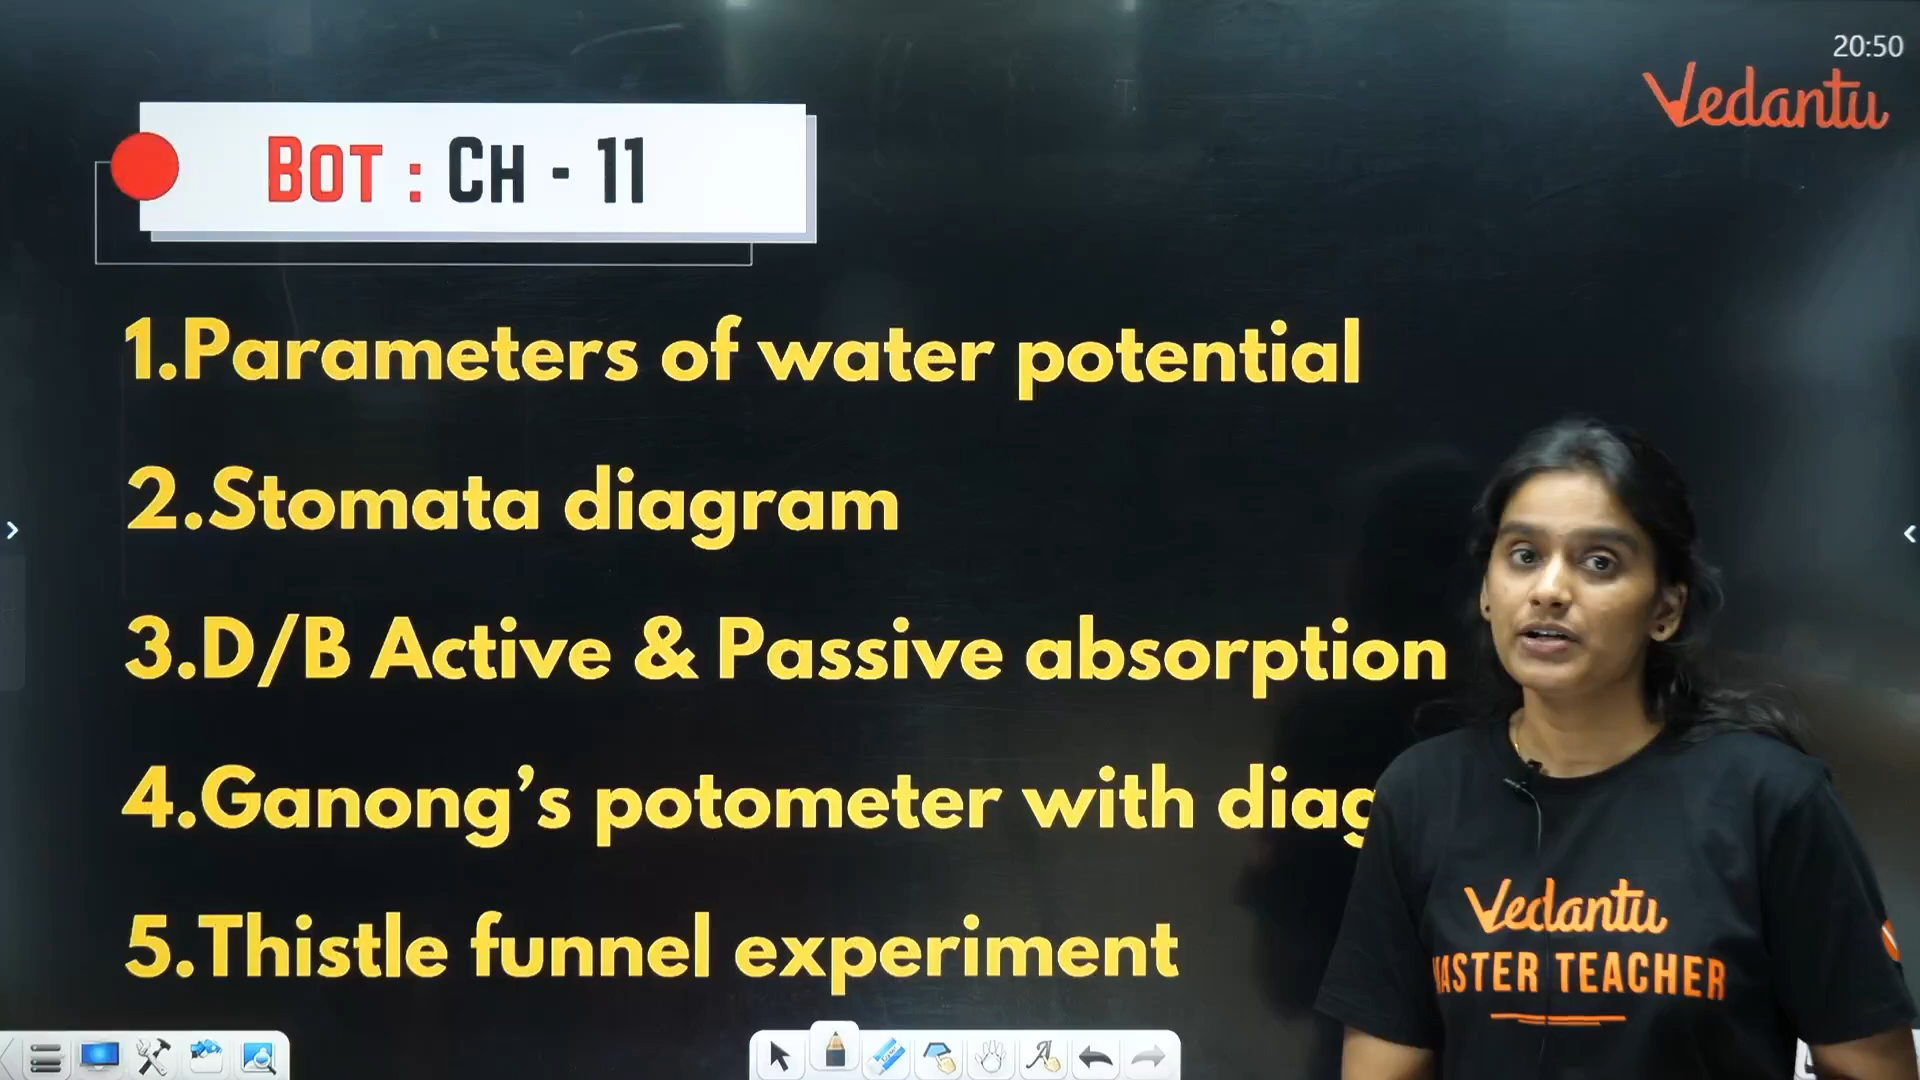 20:50
Vedantu
BOT : CH - 11
1.Parameters of water potential
2.Stomata diagram
3.D/B Active & Passive absorption
4.Ganong’s potometer with diag
5.Thistle funnel experiment
Vedantu
MASTER TEACHER